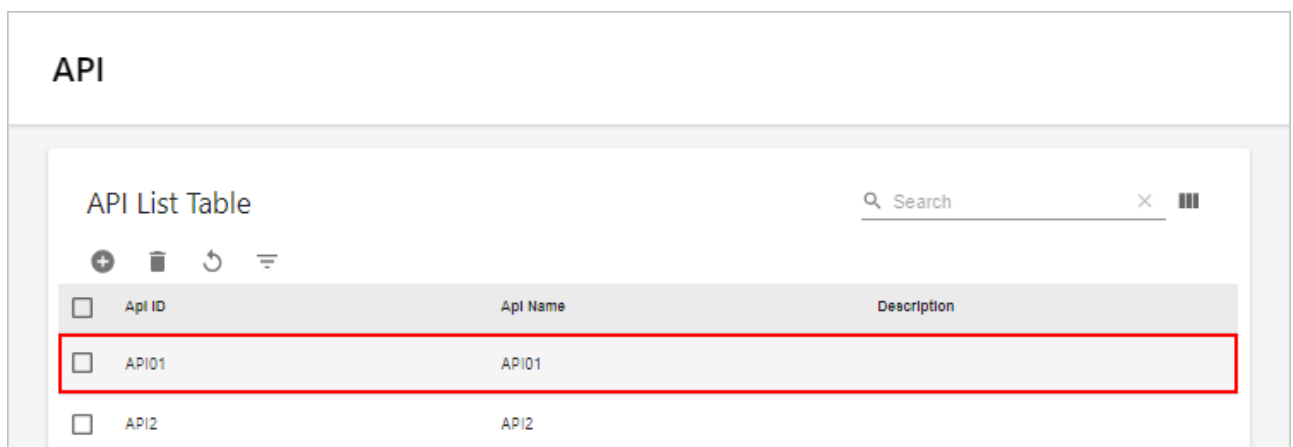 API
API List Table
Search
Api ID Api Name Description
API01 API01
API2 API2